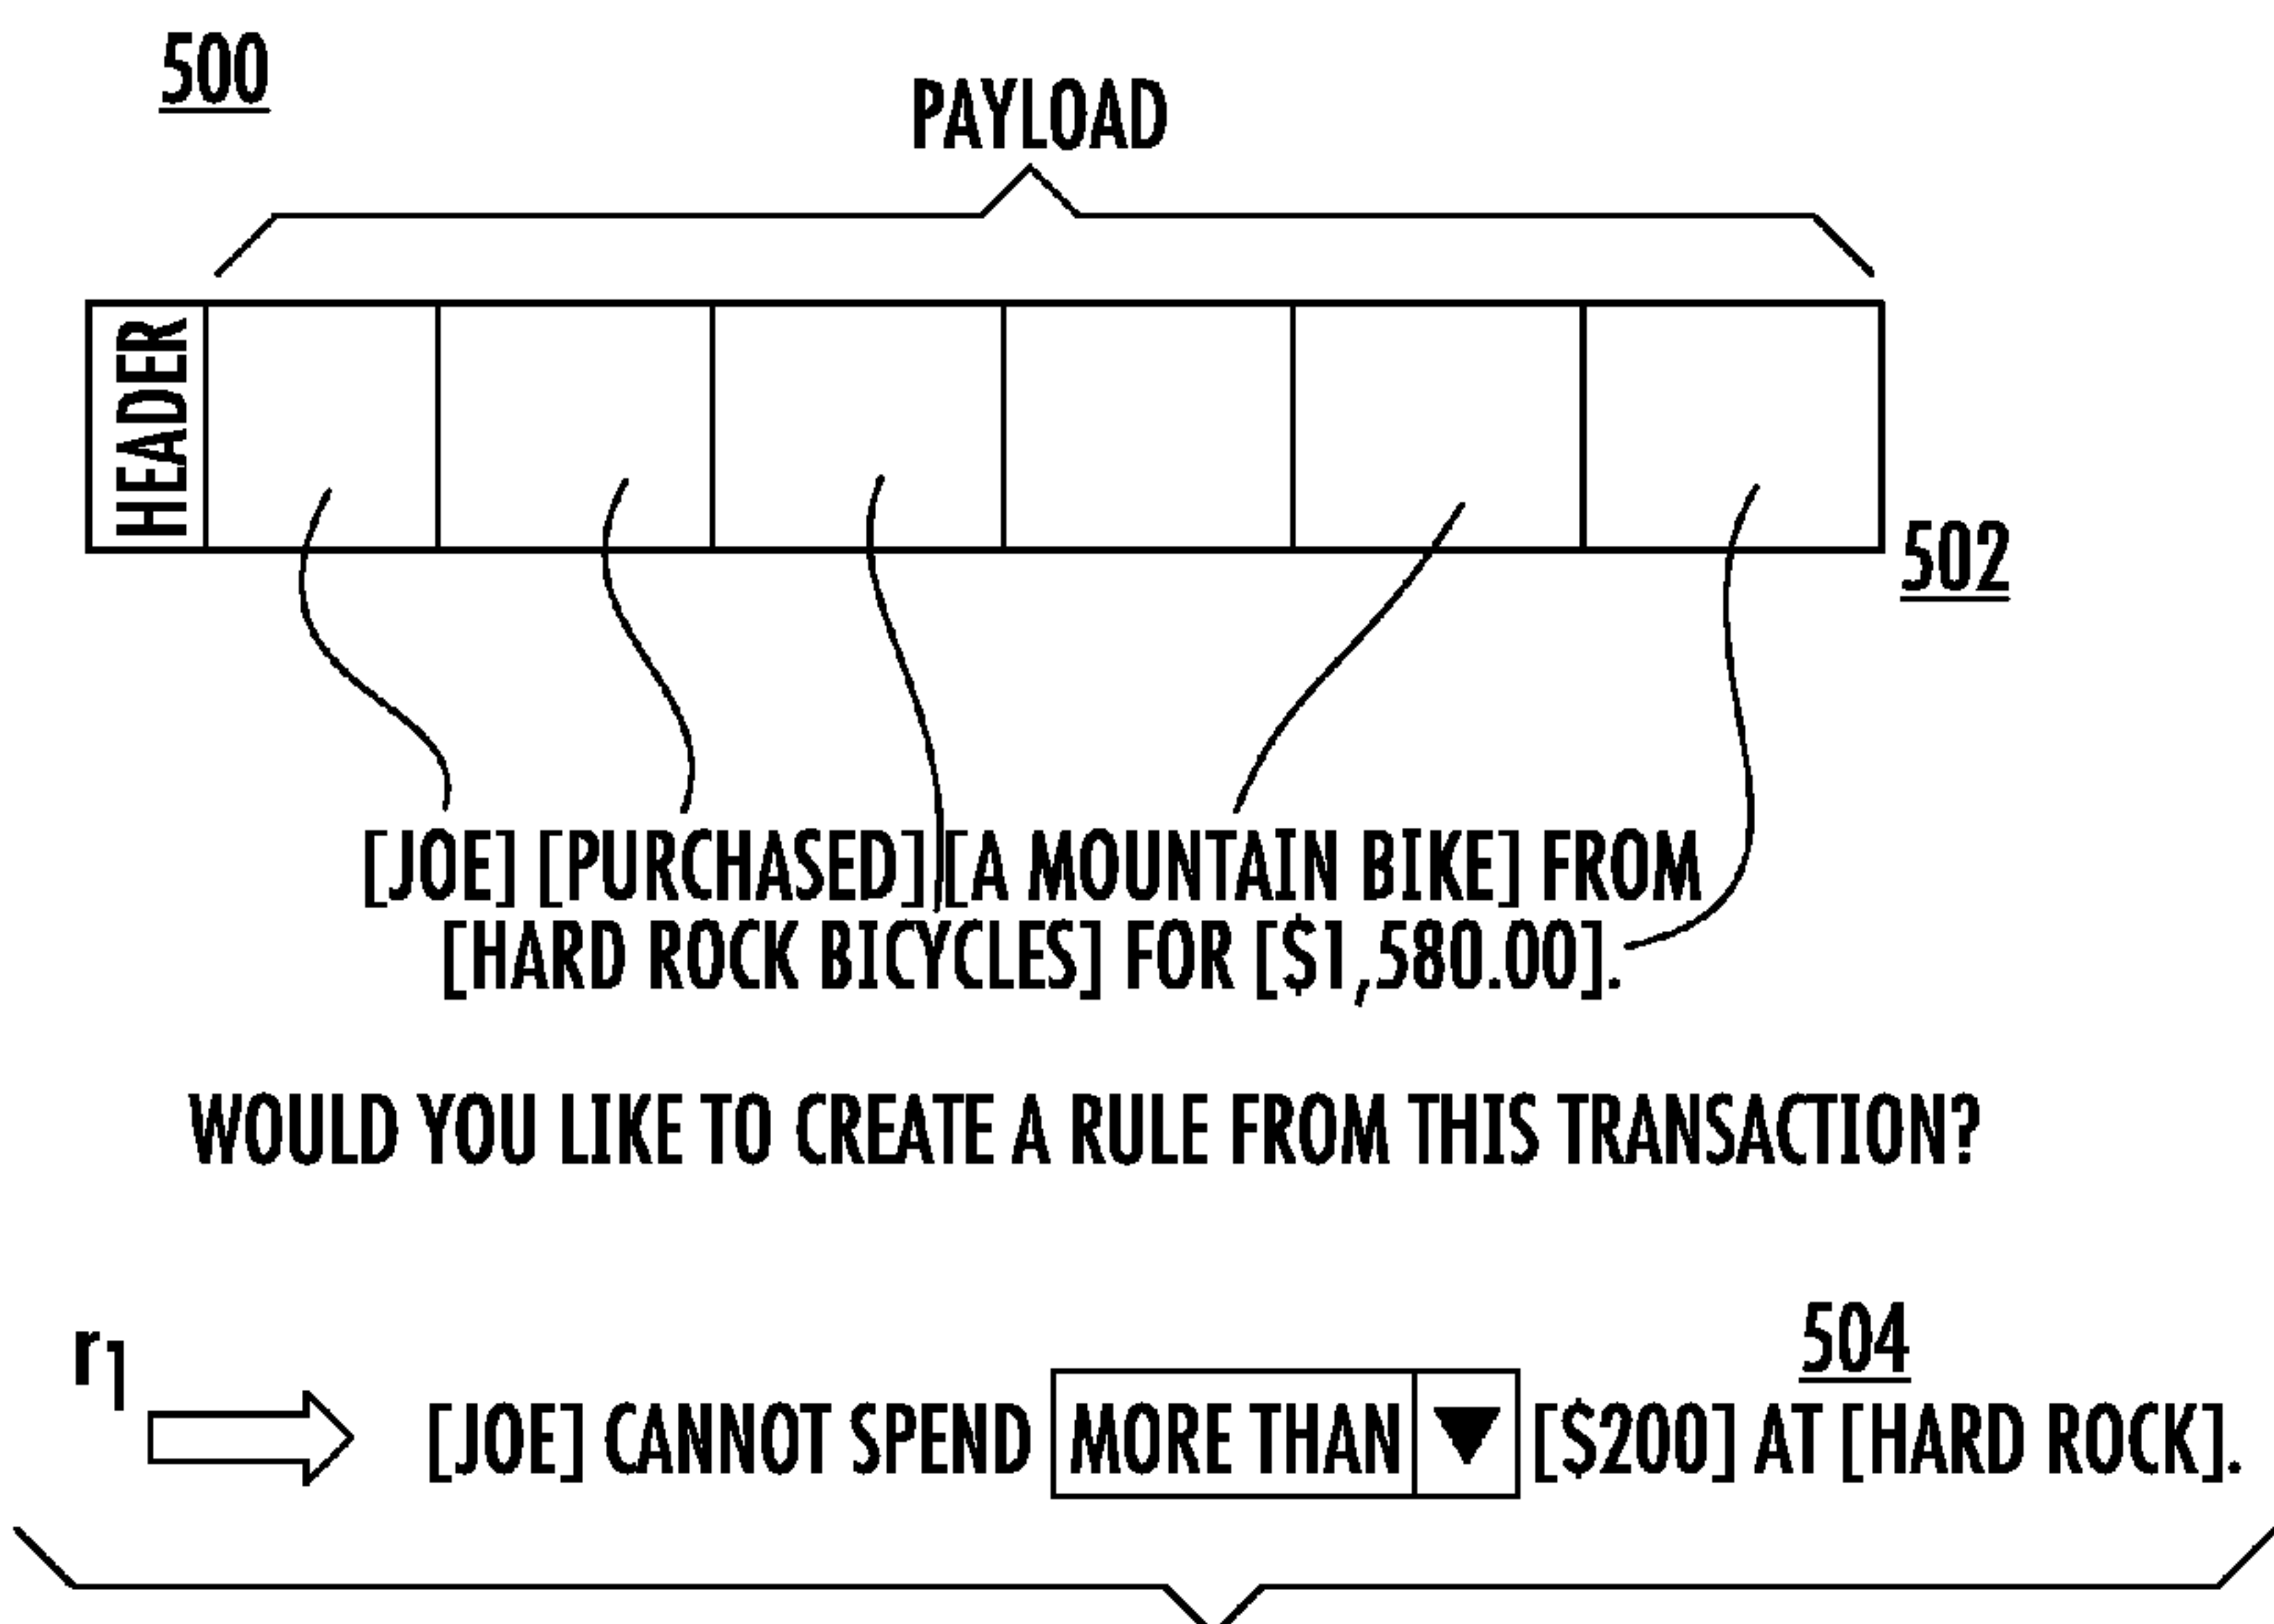 500
PAYLOAD
HEADER
502
[JOE] [PURCHASED] [A MOUNTAIN BIKE] FROM
[HARD ROCK BICYCLES] FOR [$1,580.00].
WOULD YOU LIKE TO CREATE A RULE FROM THIS TRANSACTION?
504
r1
[JOE] CANNOT SPEND MORE THAN ▼ [$200] AT [HARD ROCK].